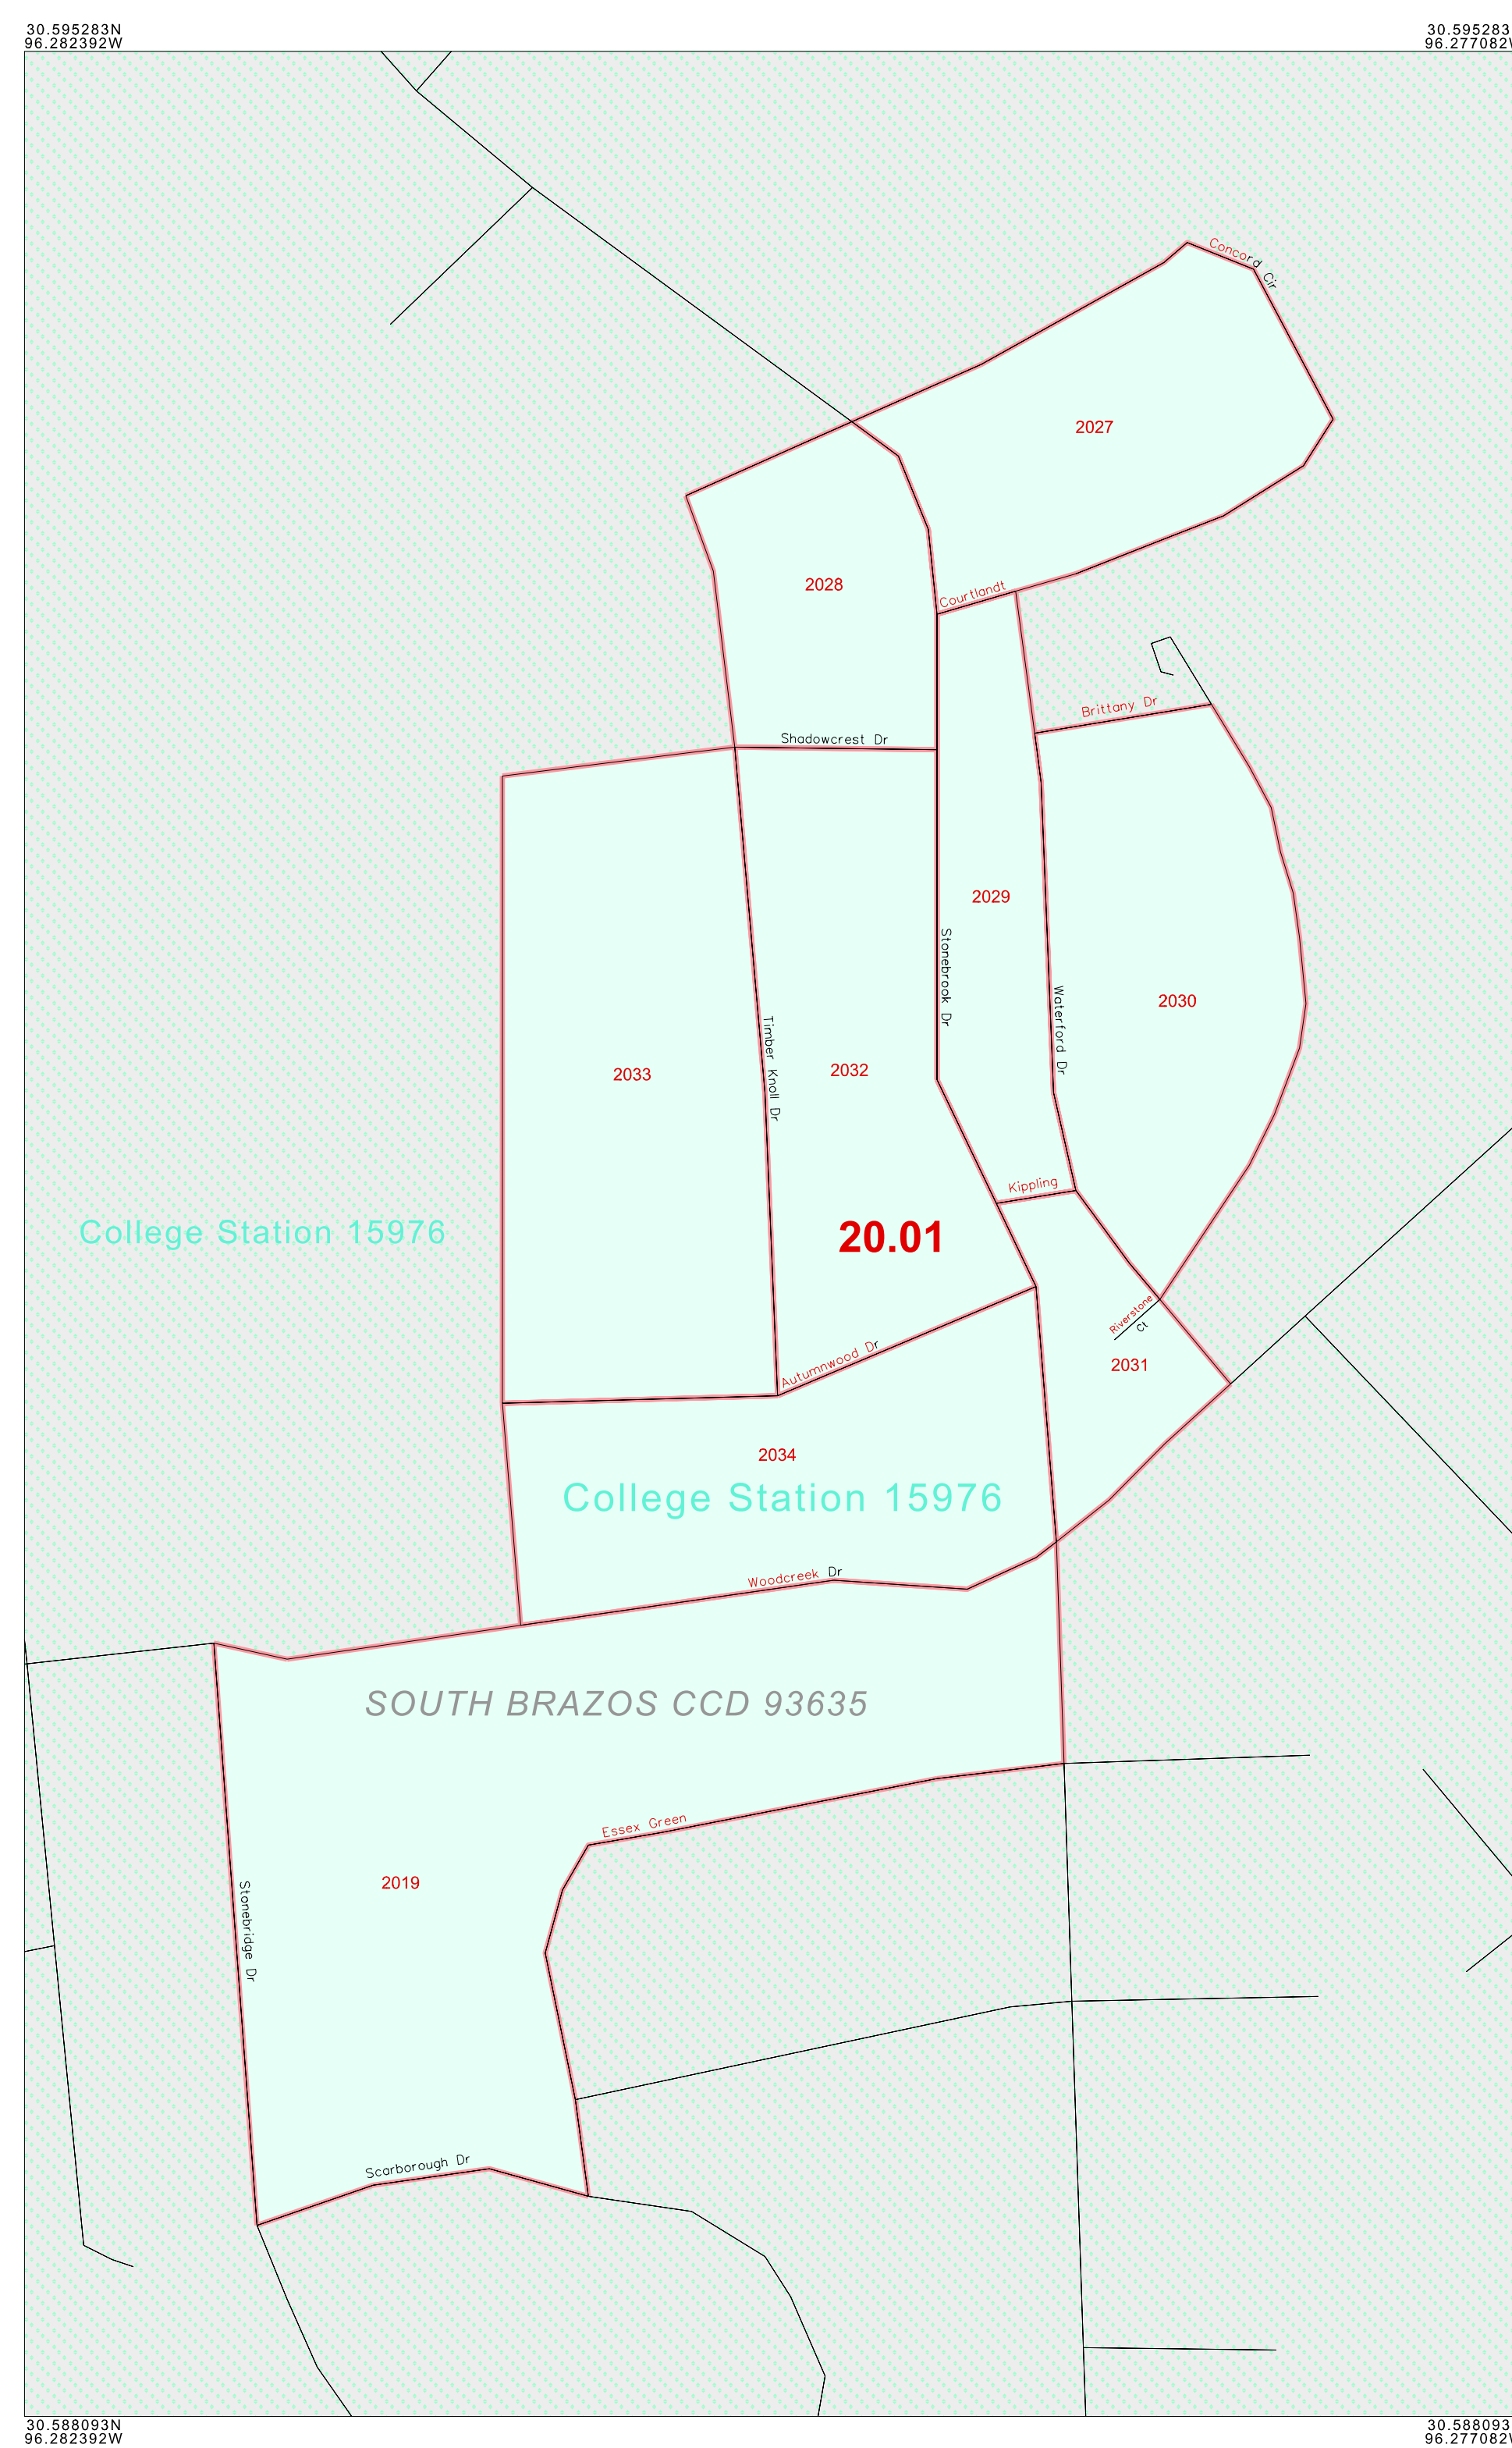 30.595283N
96.282392W
30.595283
96.277082W
Concord Cir
2027
2028
Courtlandt
Brittany Dr
Shadowcrest Dr
2029
Stonebrook Dr
Waterford Dr
2030
Timber Knoll Dr
2033
2032
Kippling
College Station 15976
20.01
Riverstone
Ct
Autumnwood Dr
2031
2034
College Station 15976
Woodcreek Dr
SOUTH BRAZOS CCD 93635
Essex Green
2019
Stonebridge Dr
Scarborough Dr
30.588093N
96.282392W
30.588093
96.277082W